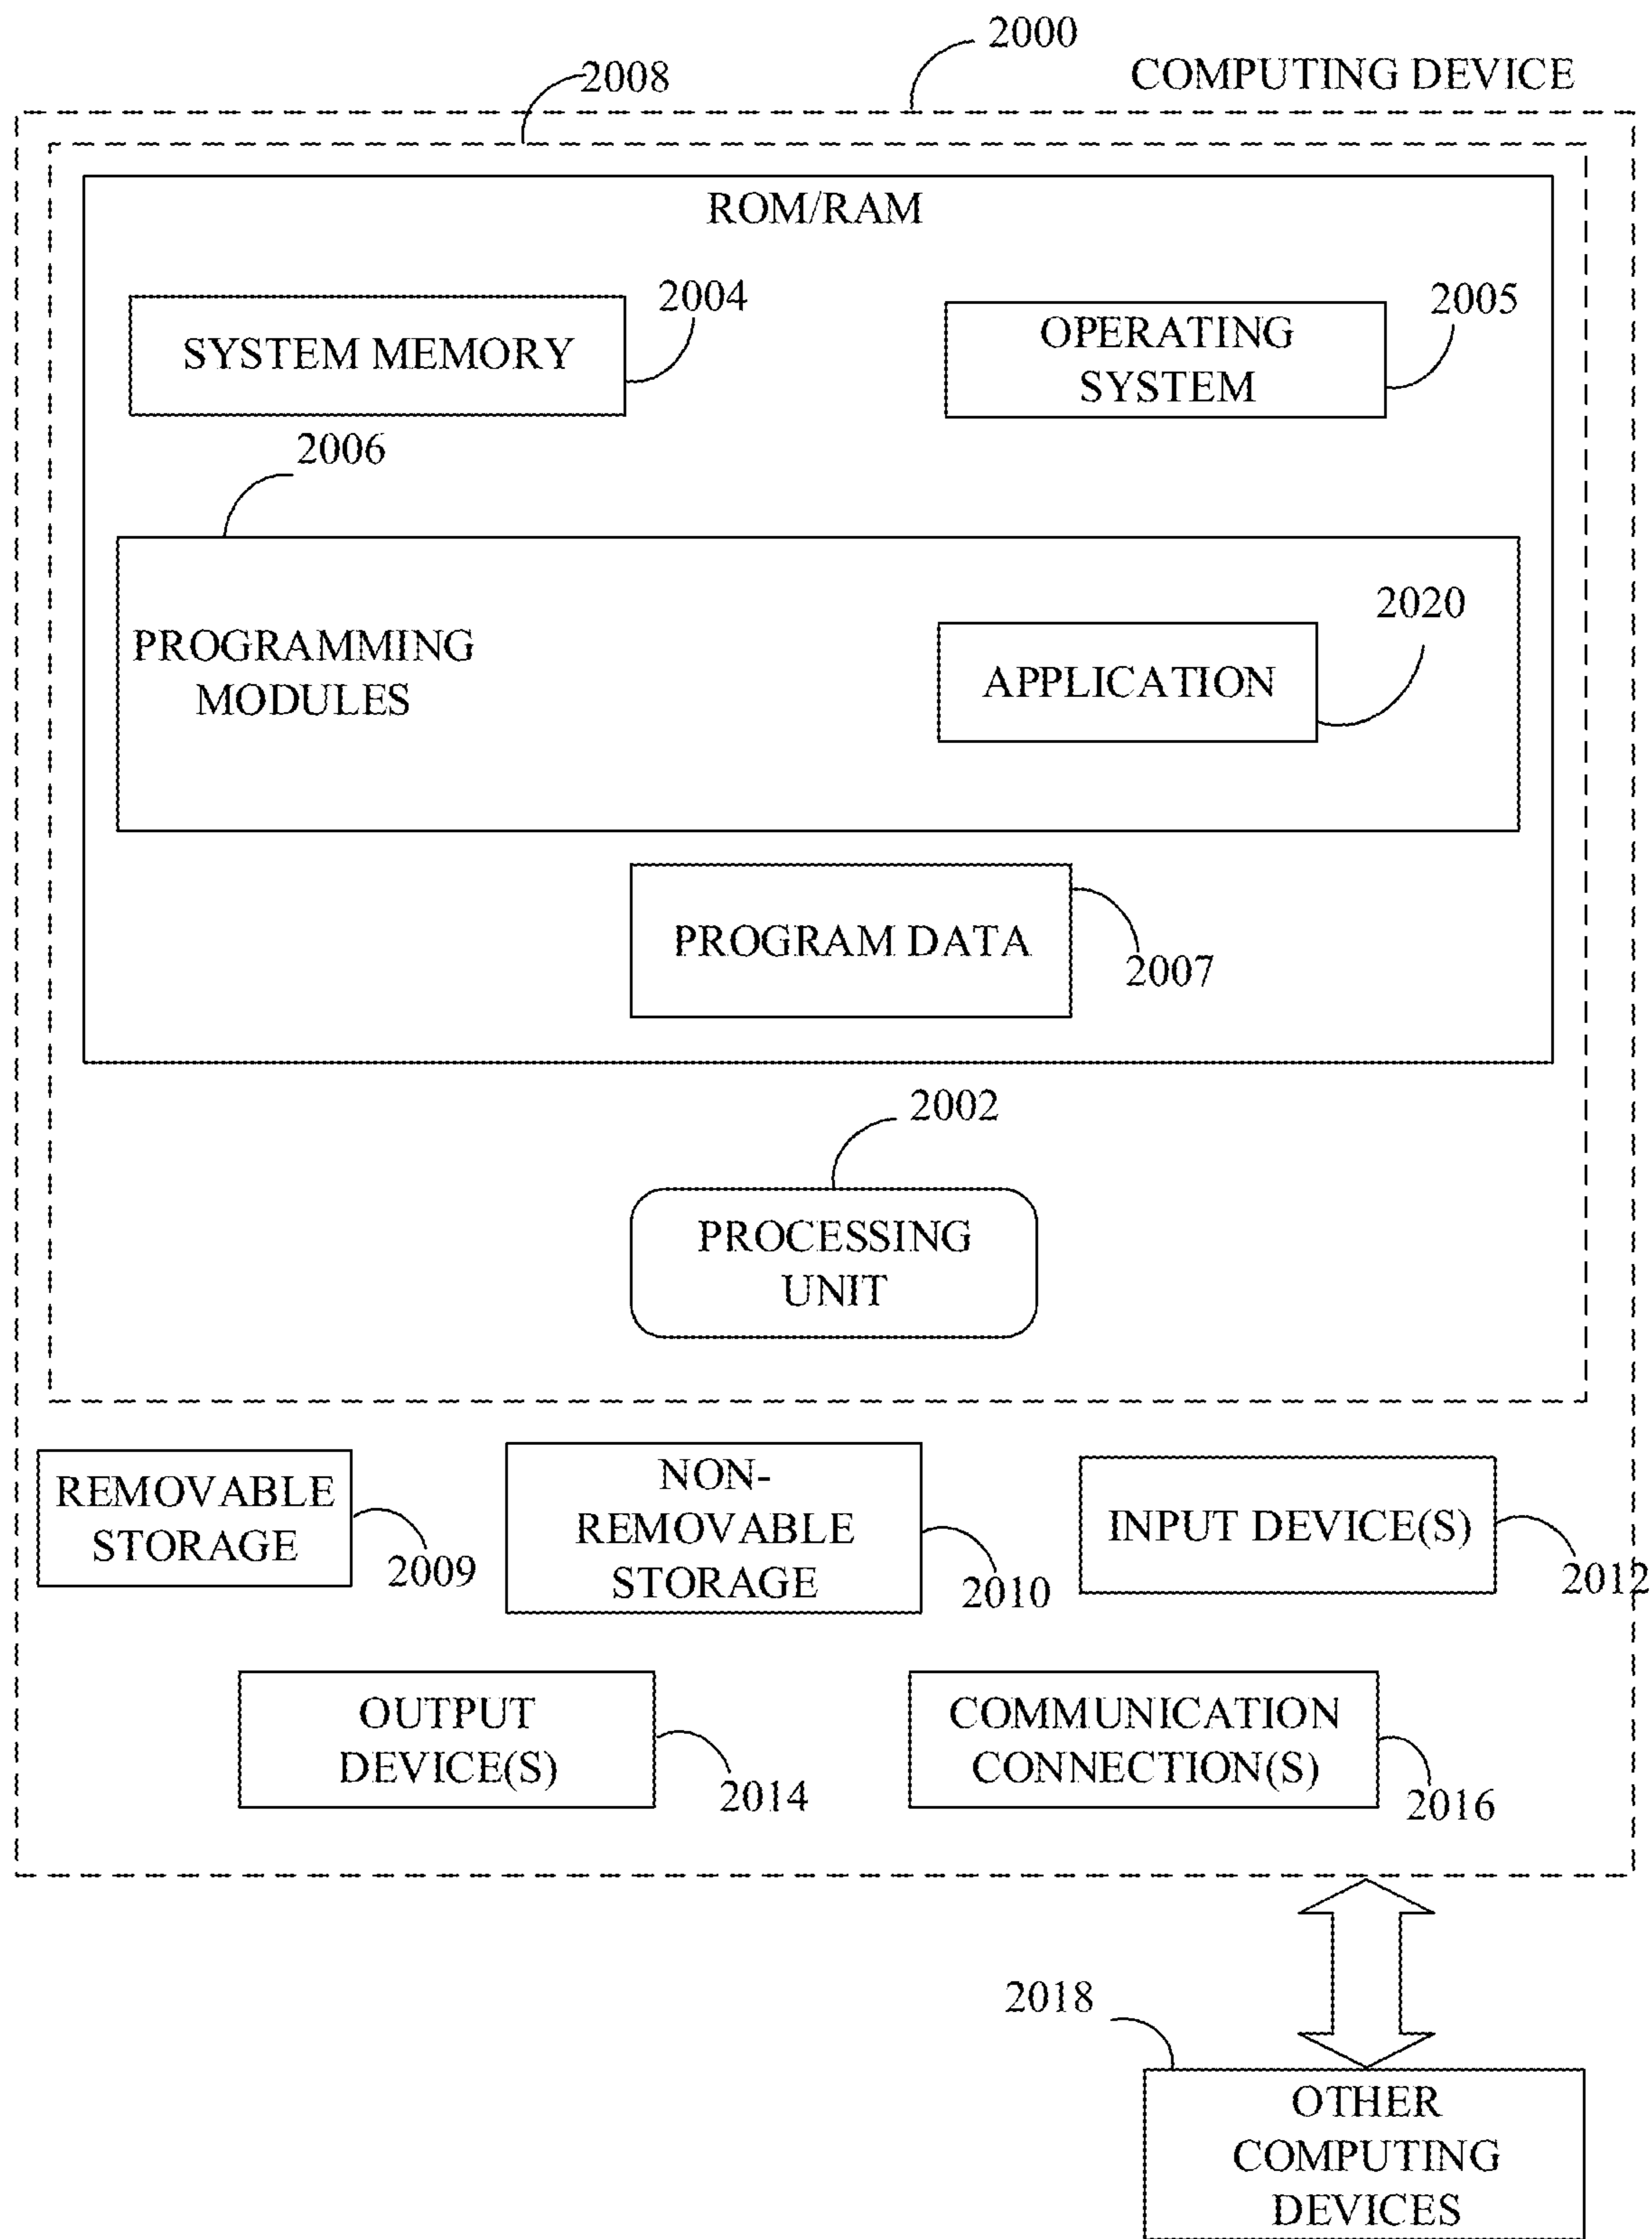 2000
COMPUTING DEVICE
2008
ROM/RAM
SYSTEM MEMORY
2004
OPERATING
SYSTEM
2005
2006
PROGRAMMING
MODULES
APPLICATION
2020
PROGRAM DATA
2007
2002
PROCESSING
UNIT
REMOVABLE
STORAGE
2009
NON-
REMOVABLE
STORAGE
2010
INPUT DEVICE(S)
2012
OUTPUT
DEVICE(S)
2014
COMMUNICATION
CONNECTION(S)
2016
2018
OTHER
COMPUTING
DEVICES